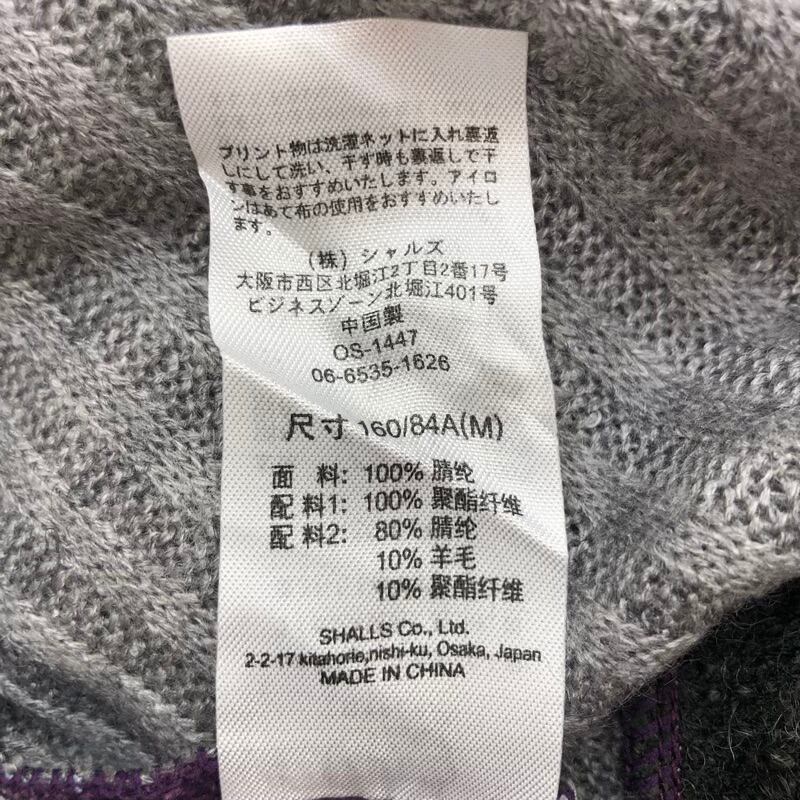 プリント物は洗濯ネットに入れ裏返
しにして洗い、干す時も裏返しで干
す事をおすすめいたします。アイロ
ンはあて布の使用をおすすめいたし
ます。
(株)シャルズ
大阪市西区北堀江2丁目2番17号
ビジネスゾーン北堀江401号
中国製
OS-1447
06-6535-1626
尺寸 160/84A(M)
面 料: 100% 腈纶
配料1: 100% 聚酯纤维
配料2: 80% 腈纶
10% 羊毛
10% 聚酯纤维
SHALLS Co., Ltd.
2-2-17 kitahorie,nishi-ku, Osaka, Japan
MADE IN CHINA